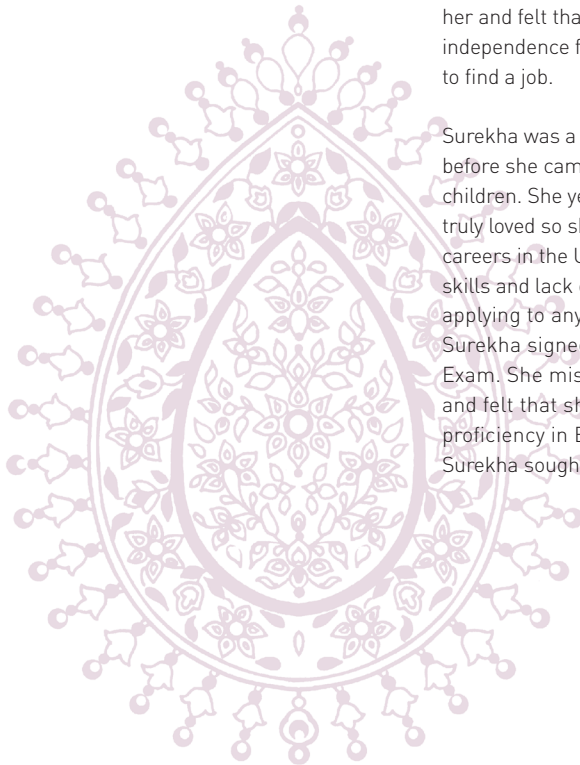 her and felt tha
independence f
to find a job.
Surekha was a
before she cam
children. She ye
truly loved so s
careers in the U
skills and lack
applying to any
Surekha signe
Exam. She mis
and felt that sh
proficiency in E
Surekha sough